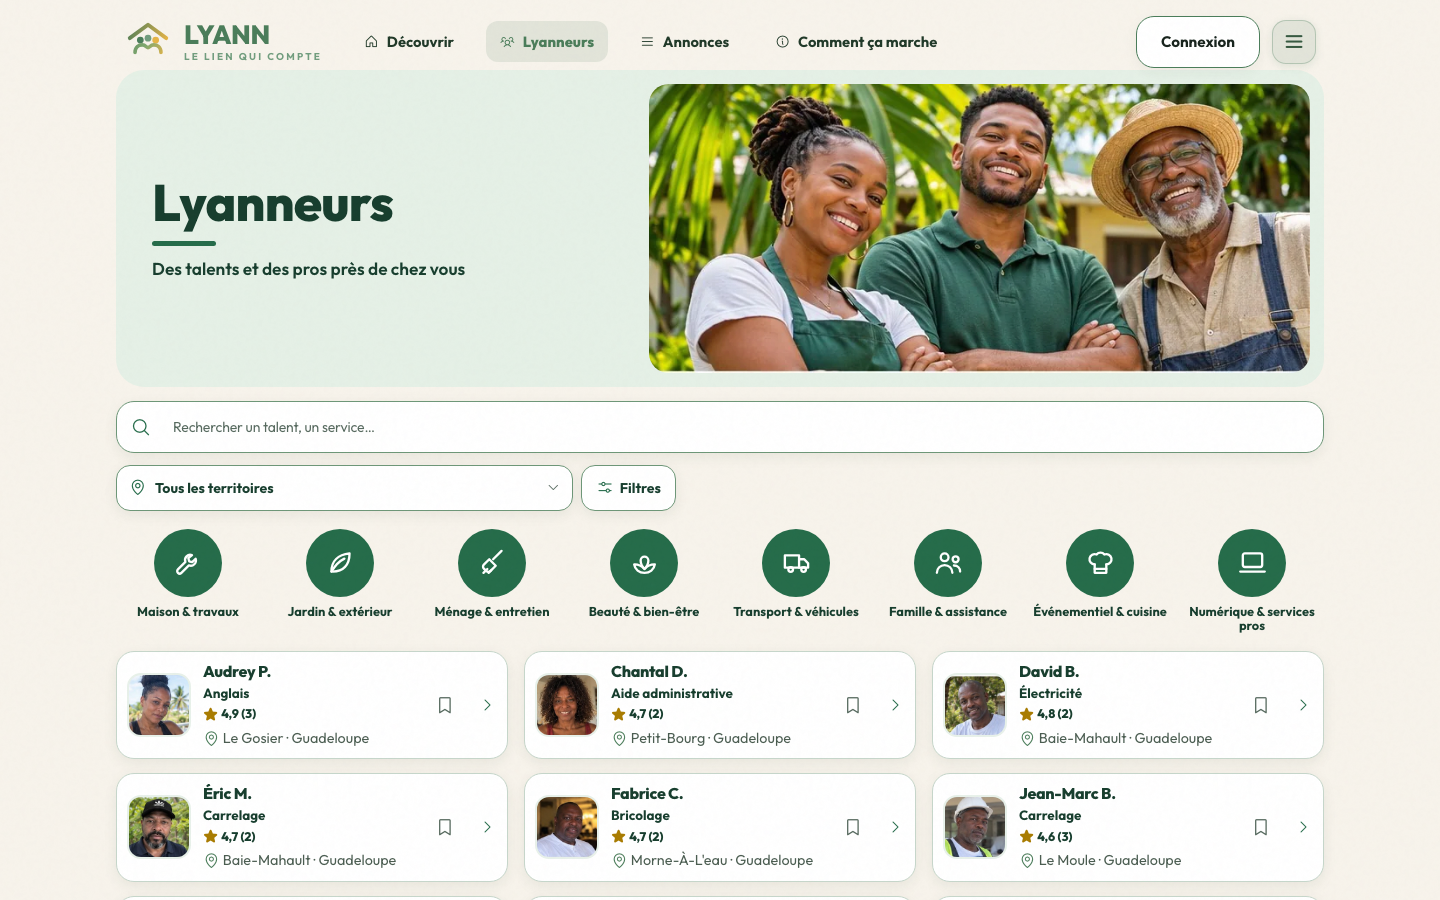 LYANN
LE LIEN QUI COMPTE
Découvrir
Lyanneurs
Annonces
Comment ça marche
Connexion
Lyanneurs
Des talents et des pros près de chez vous
Rechercher un talent, un service...
Tous les territoires
Filtres
Maison & travaux
Jardin & extérieur
Ménage & entretien
Beauté & bien-être
Transport & véhicules
Famille & assistance
Événementiel & cuisine
Numérique & services
pros
Audrey P.
Anglais
4,9 (3)
Le Gosier · Guadeloupe
Chantal D.
Aide administrative
4,7 (2)
Petit-Bourg · Guadeloupe
David B.
Électricité
4,8 (2)
Baie-Mahault · Guadeloupe
Éric M.
Carrelage
4,7 (2)
Baie-Mahault · Guadeloupe
Fabrice C.
Bricolage
4,7 (2)
Morne-À-L'eau · Guadeloupe
Jean-Marc B.
Carrelage
4,6 (3)
Le Moule · Guadeloupe